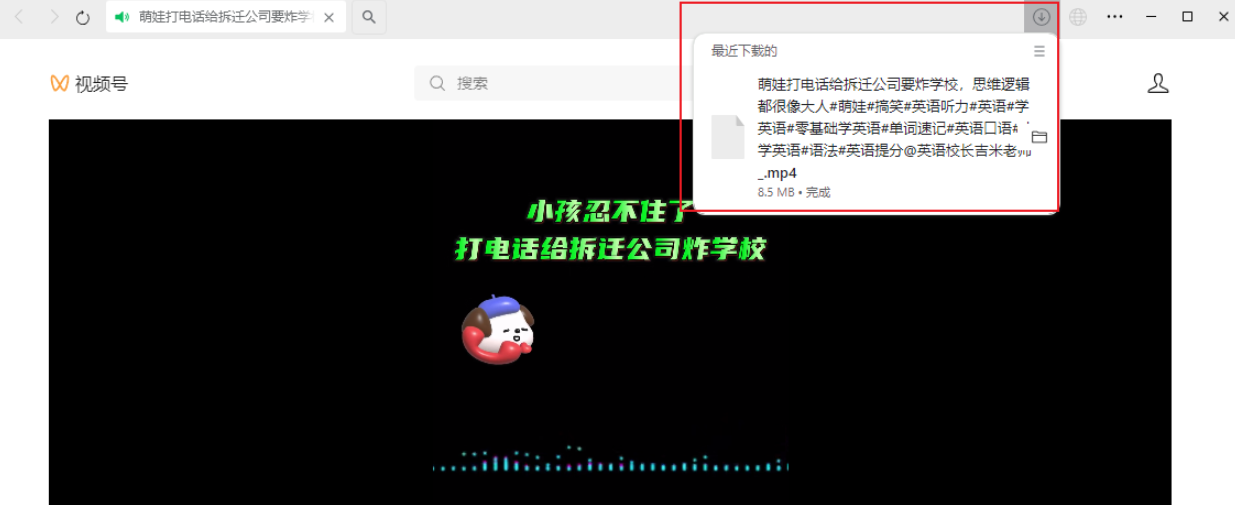 萌娃打电话给拆迁公司要炸学
视频号
搜索
最近下载的
萌娃打电话给拆迁公司要炸学校，思维逻辑
都很像大人#萌娃#搞笑#英语听力#英语#学
英语#零基础学英语#单词速记#英语口语#
学英语#语法#英语提分@英语校长吉米老师
_.mp4
8.5 MB • 完成
小孩忍不住了
打电话给拆迁公司炸学校